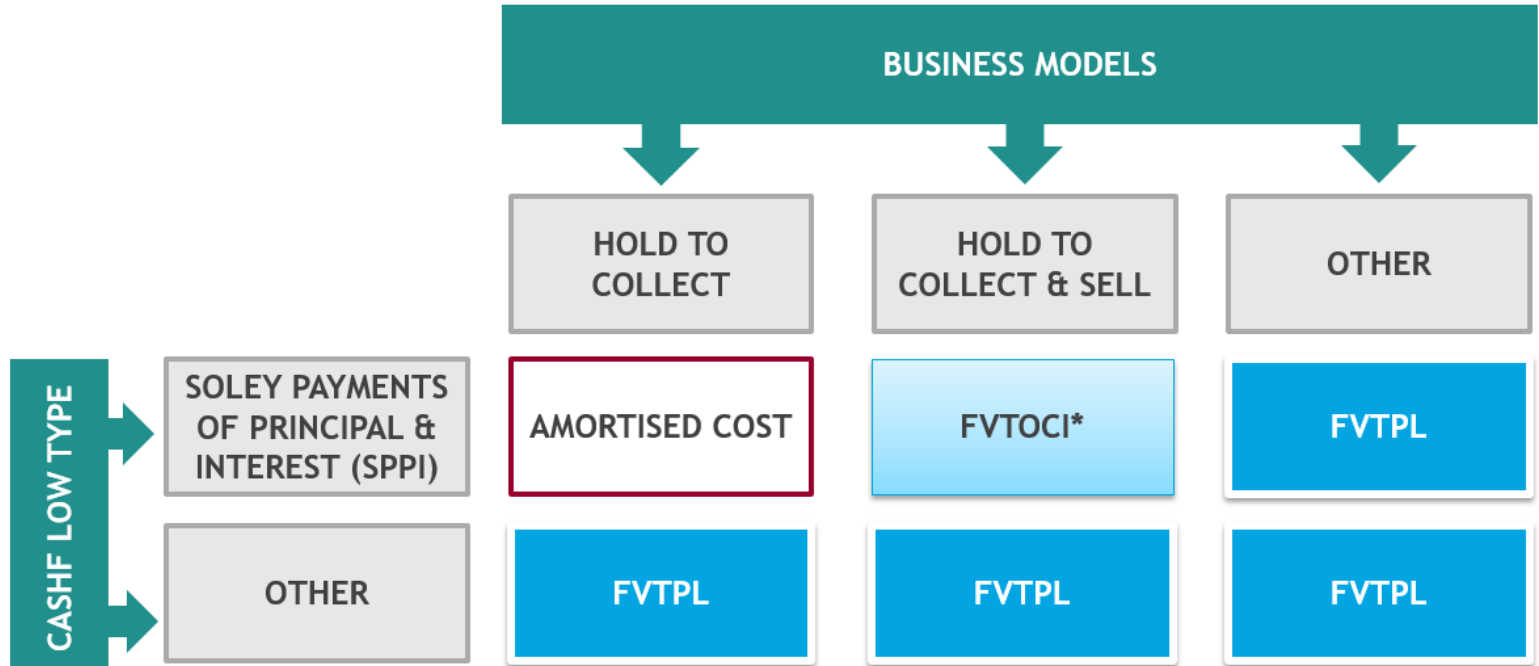 BUSINESS MODELS
HOLD TO
COLLECT
HOLD TO
COLLECT & SELL
OTHER
CASHF LOW TYPE
SOLEY PAYMENTS
OF PRINCIPAL &
INTEREST (SPPI)
AMORTISED COST
FVTOCI*
FVTPL
OTHER
FVTPL
FVTPL
FVTPL